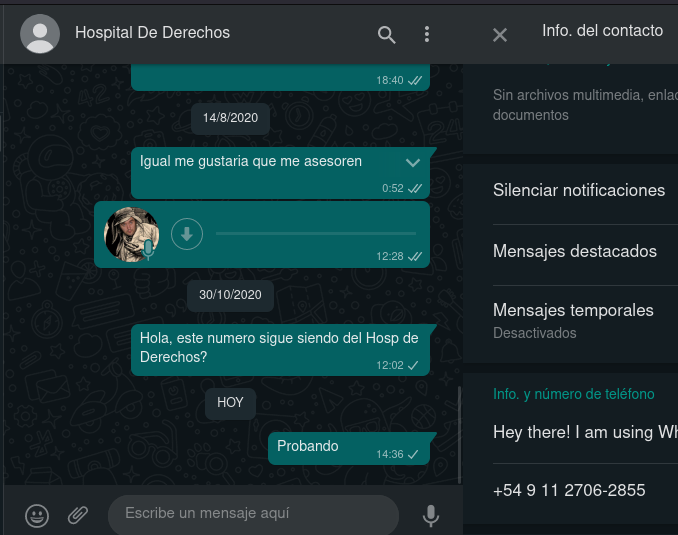 Hospital De Derechos
Info. del contacto
18:40
14/8/2020
Igual me gustaria que me asesoren
0:52
12:28
30/10/2020
Hola, este numero sigue siendo del Hosp de
Derechos?
12:02
HOY
Probando
14:36
Escribe un mensaje aquí
Sin archivos multimedia, enlac
documentos
Silenciar notificaciones
Mensajes destacados
Mensajes temporales
Desactivados
Info. y número de teléfono
Hey there! I am using Wh
+54 9 11 2706-2855